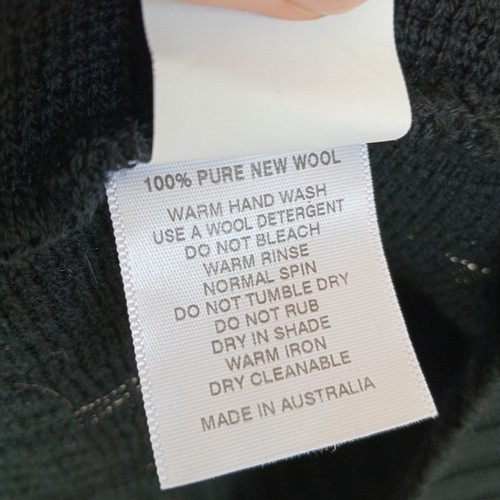 100% PURE NEW WOOL
WARM HAND WASH
USE A WOOL DETERGENT
DO NOT BLEACH
WARM RINSE
NORMAL SPIN
DO NOT TUMBLE DRY
DO NOT RUB
DRY IN SHADE
WARM IRON
DRY CLEANABLE
MADE IN AUSTRALIA